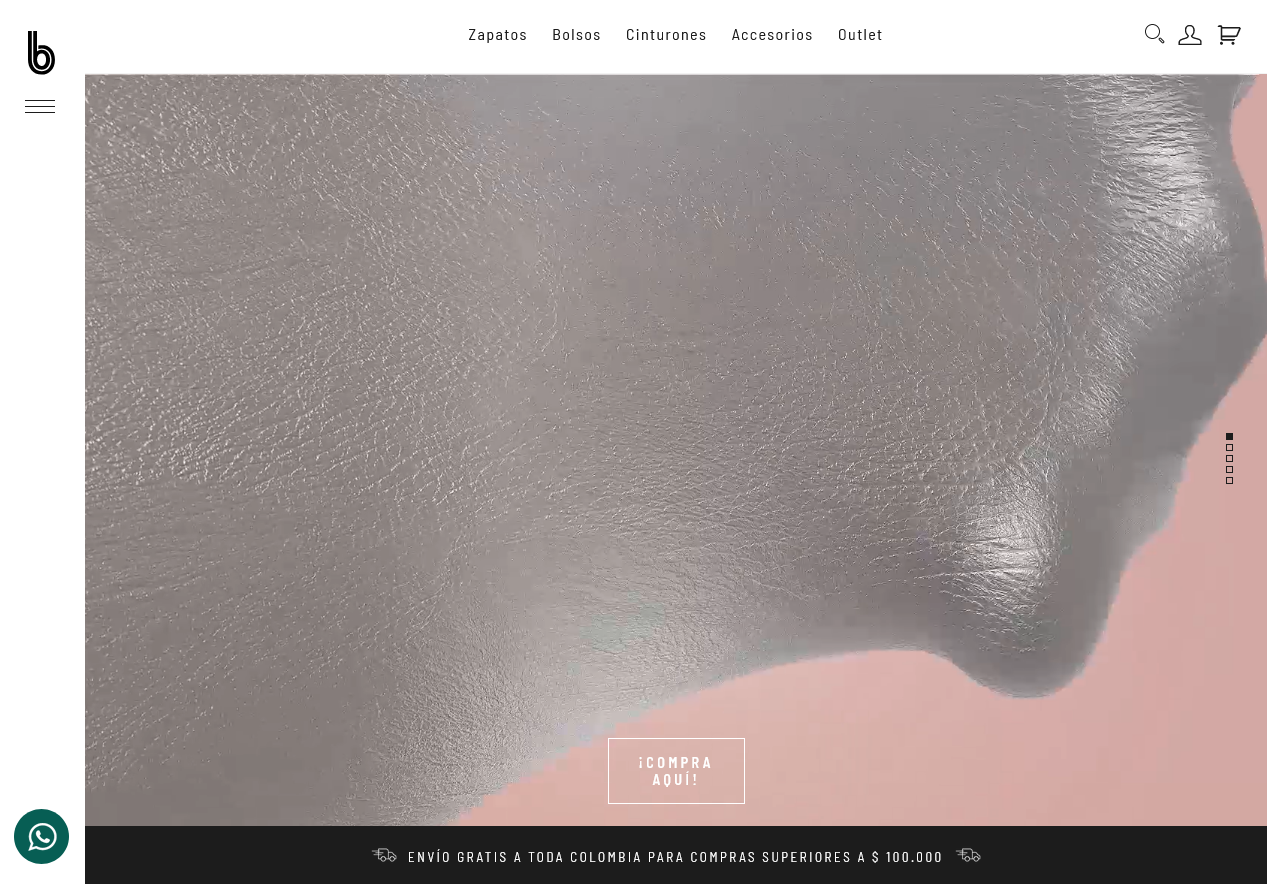 b
Zapatos Bolsos Cinturones Accesorios Outlet
¡COMPRA
AQUÍ!
ENVÍO GRATIS A TODA COLOMBIA PARA COMPRAS SUPERIORES A $ 100.000